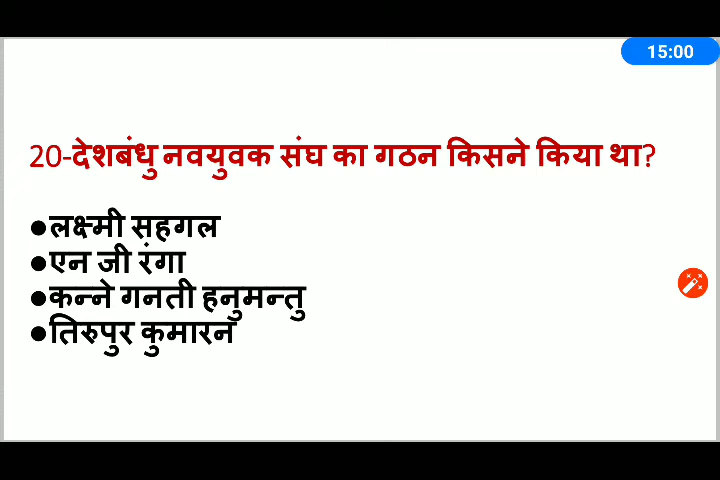 15:00
20-देशबंधु नवयुवक संघ का गठन किसने किया था?
●लक्ष्मी सहगल
●एन जी रंगा
●कन्ने गनती हनुमन्तु
●तिरुपुर कुमारन